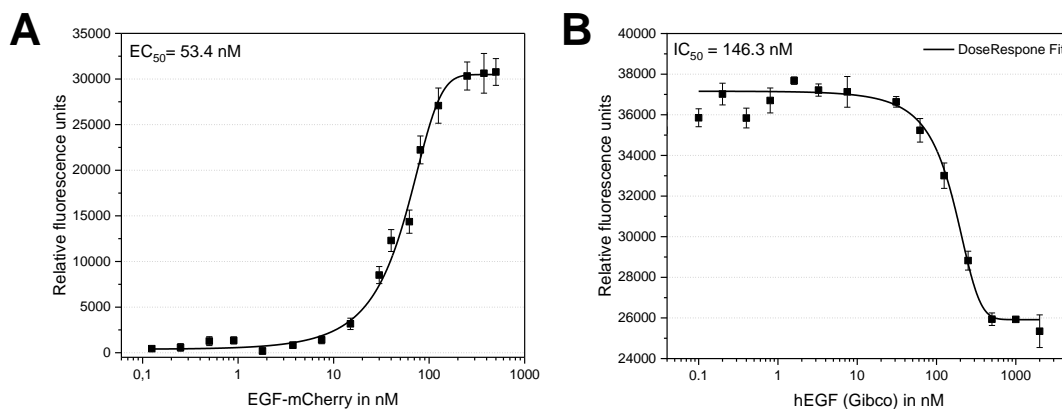 A
EC50= 53.4 nM
35000
30000
25000
20000
15000
10000
5000
0
Relative fluorescence units
0,1 1 10 100 1000
EGF-mCherry in nM
B
IC50 = 146.3 nM
DoseRespone Fit
40000
38000
36000
34000
32000
30000
28000
26000
24000
Relative fluorescence units
0.1 1 10 100 1000
hEGF (Gibco) in nM